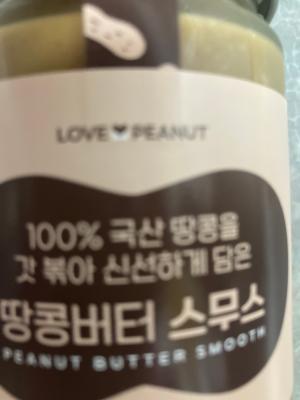 LOVE PEANUT
100% 국산 땅콩을
갓 볶아 신선하게 담은
땅콩버터 스무스
PEANUT BUTTER SMOOTH